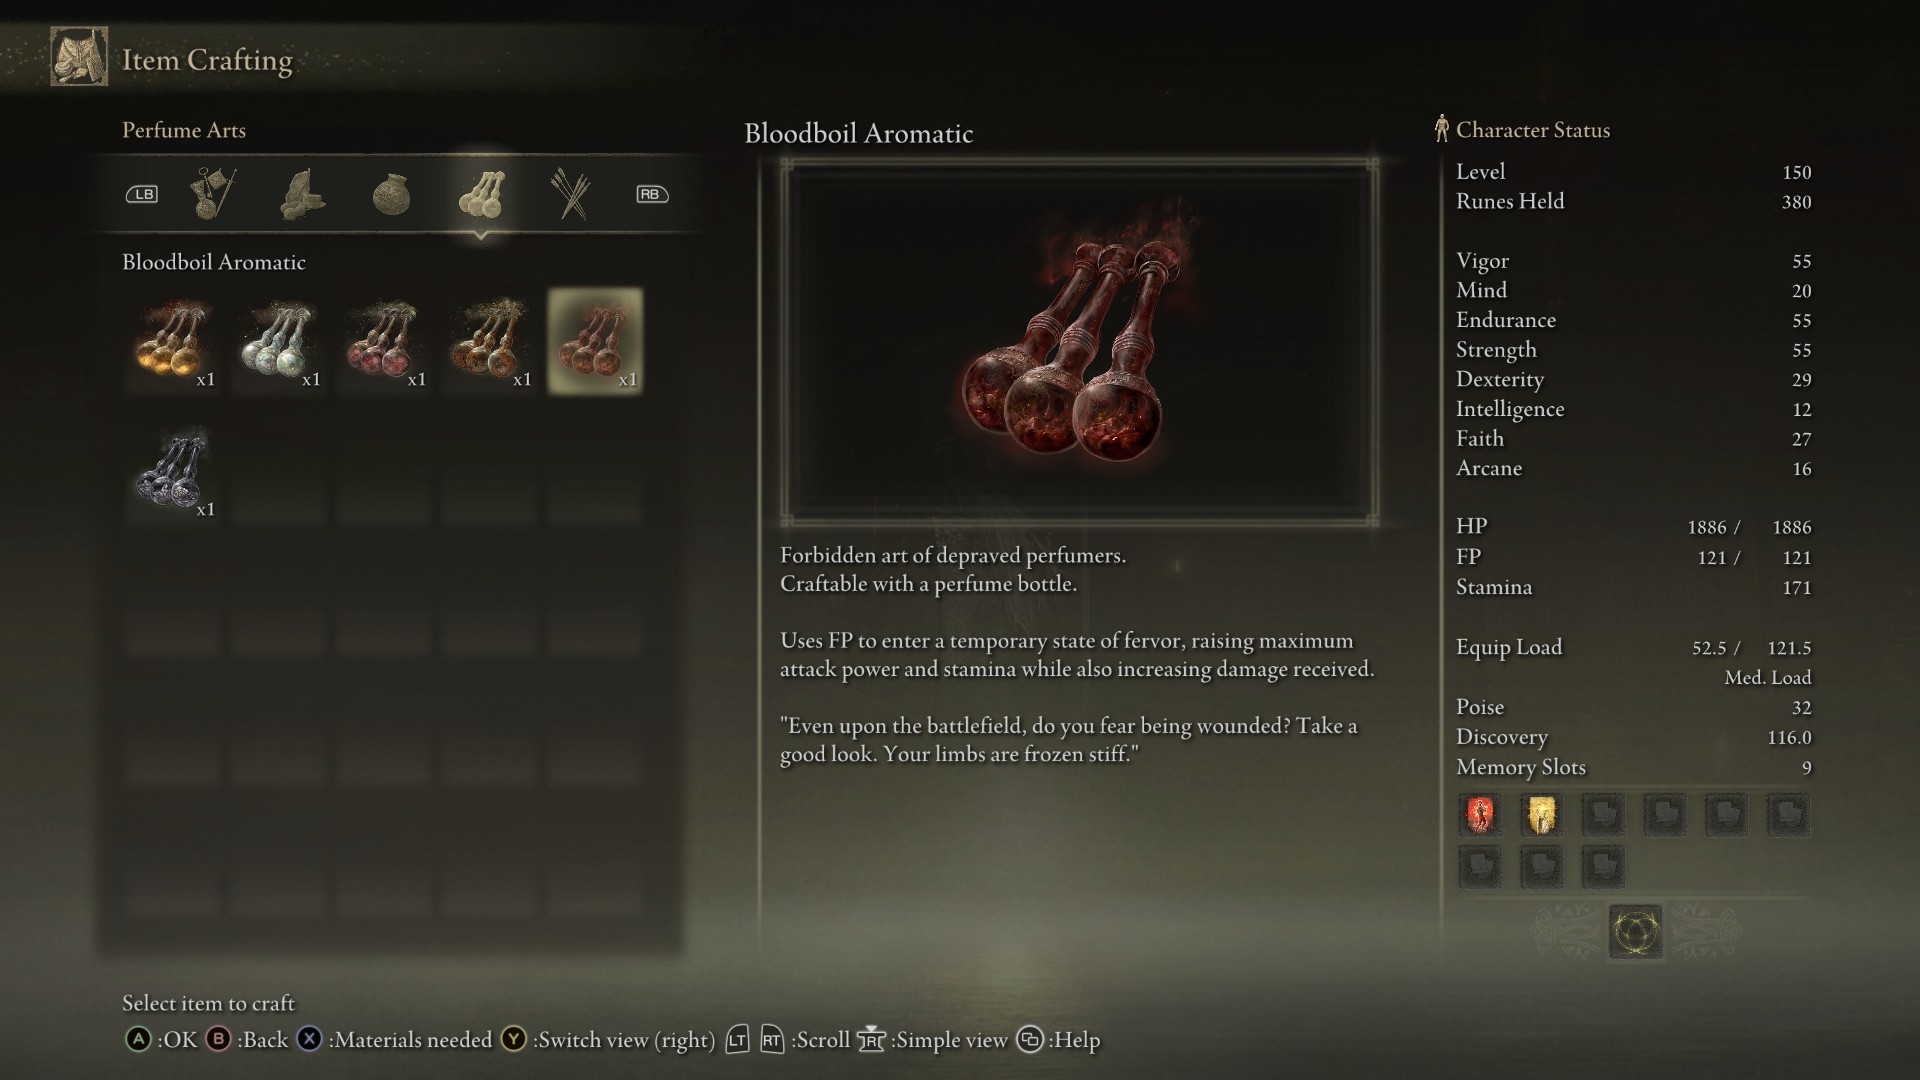 Item Crafting
Perfume Arts
LB
RB
Bloodboil Aromatic
x1
x1
x1
x1
x1
x1
Bloodboil Aromatic
Forbidden art of depraved perfumers.
Craftable with a perfume bottle.
Uses FP to enter a temporary state of fervor, raising maximum
attack power and stamina while also increasing damage received.
"Even upon the battlefield, do you fear being wounded? Take a
good look. Your limbs are frozen stiff."
Character Status
Level 150
Runes Held 380
Vigor 55
Mind 20
Endurance 55
Strength 55
Dexterity 29
Intelligence 12
Faith 27
Arcane 16
HP 1886 / 1886
FP 121 / 121
Stamina 171
Equip Load 52.5 / 121.5
Med. Load
Poise 32
Discovery 116.0
Memory Slots 9
Select item to craft
A :OK B :Back X :Materials needed Y :Switch view (right) LT RT :Scroll R :Simple view :Help